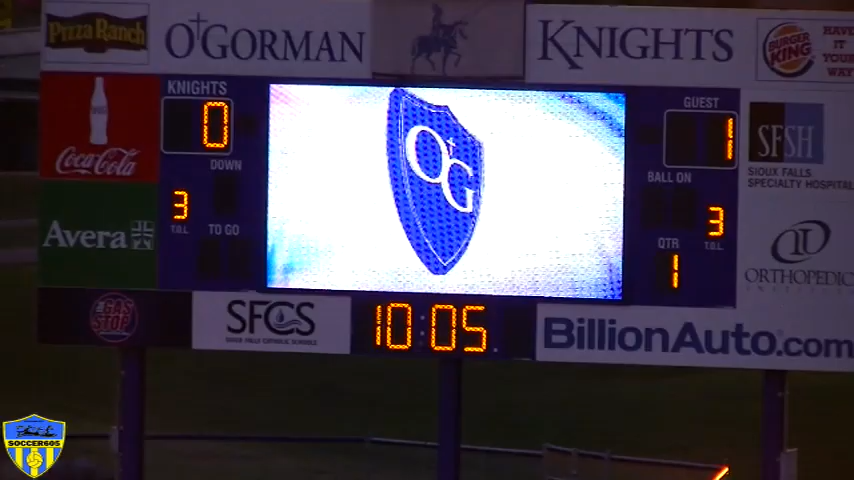 Pizza Ranch
O'GORMAN
KNIGHTS
BURGER KING
HAVE IT YOUR WAY
Coca-Cola
KNIGHTS
0
DOWN
3
T.O.L
TO GO
OG
GUEST
1
BALL ON
3
T.O.L
QTR
1
SFSH
SIOUX FALLS
SPECIALTY HOSPITAL
Avera
ORTHOPEDIC
GAS STOP
SFCS
SIOUX FALLS CATHOLIC SCHOOLS
10:05
BillionAuto.com
SOCCER605